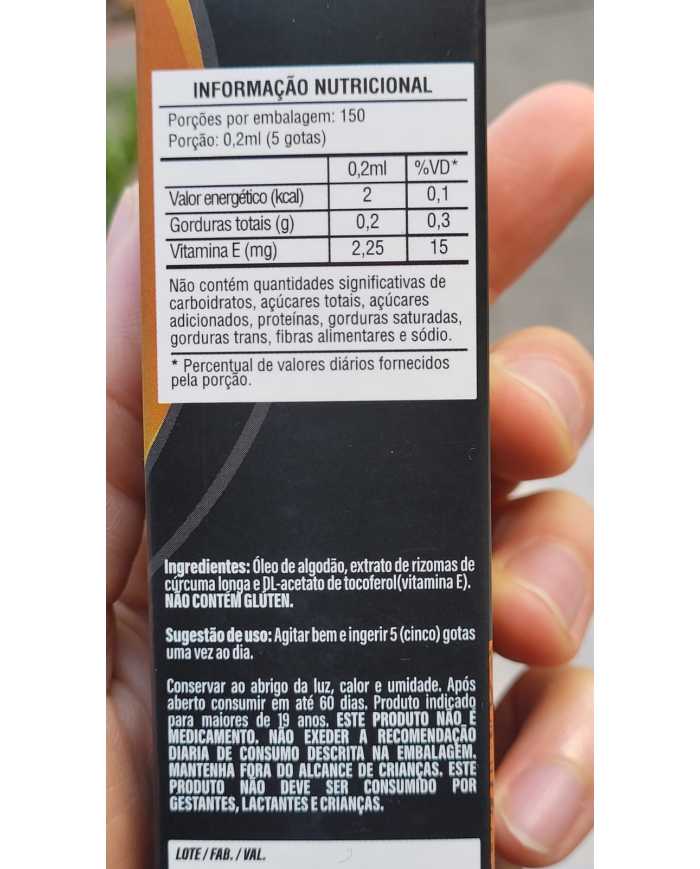 INFORMAÇÃO NUTRICIONAL
Porções por embalagem: 150
Porção: 0,2ml (5 gotas)
0,2ml %VD*
Valor energético (kcal) 2 0,1
Gorduras totais (g) 0,2 0,3
Vitamina E (mg) 2,25 15
Não contém quantidades significativas de
carboidratos, açúcares totais, açúcares
adicionados, proteínas, gorduras saturadas,
gorduras trans, fibras alimentares e sódio.
* Percentual de valores diários fornecidos
pela porção.
Ingredientes: Óleo de algodão, extrato de rizomas de
cúrcuma longa e DL-acetato de tocoferol(vitamina E).
NÃO CONTÉM GLÚTEN.
Sugestão de uso: Agitar bem e ingerir 5 (cinco) gotas
uma vez ao dia.
Conservar ao abrigo da luz, calor e umidade. Após
aberto consumir em até 60 dias. Produto indicado
para maiores de 19 anos. ESTE PRODUTO NÃO É
MEDICAMENTO. NÃO EXEDER A RECOMENDAÇÃO
DIARIA DE CONSUMO DESCRITA NA EMBALAGEM.
MANTENHA FORA DO ALCANCE DE CRIANÇAS. ESTE
PRODUTO NÃO DEVE SER CONSUMIDO POR
GESTANTES, LACTANTES E CRIANÇAS.
LOTE / FAB. / VAL.